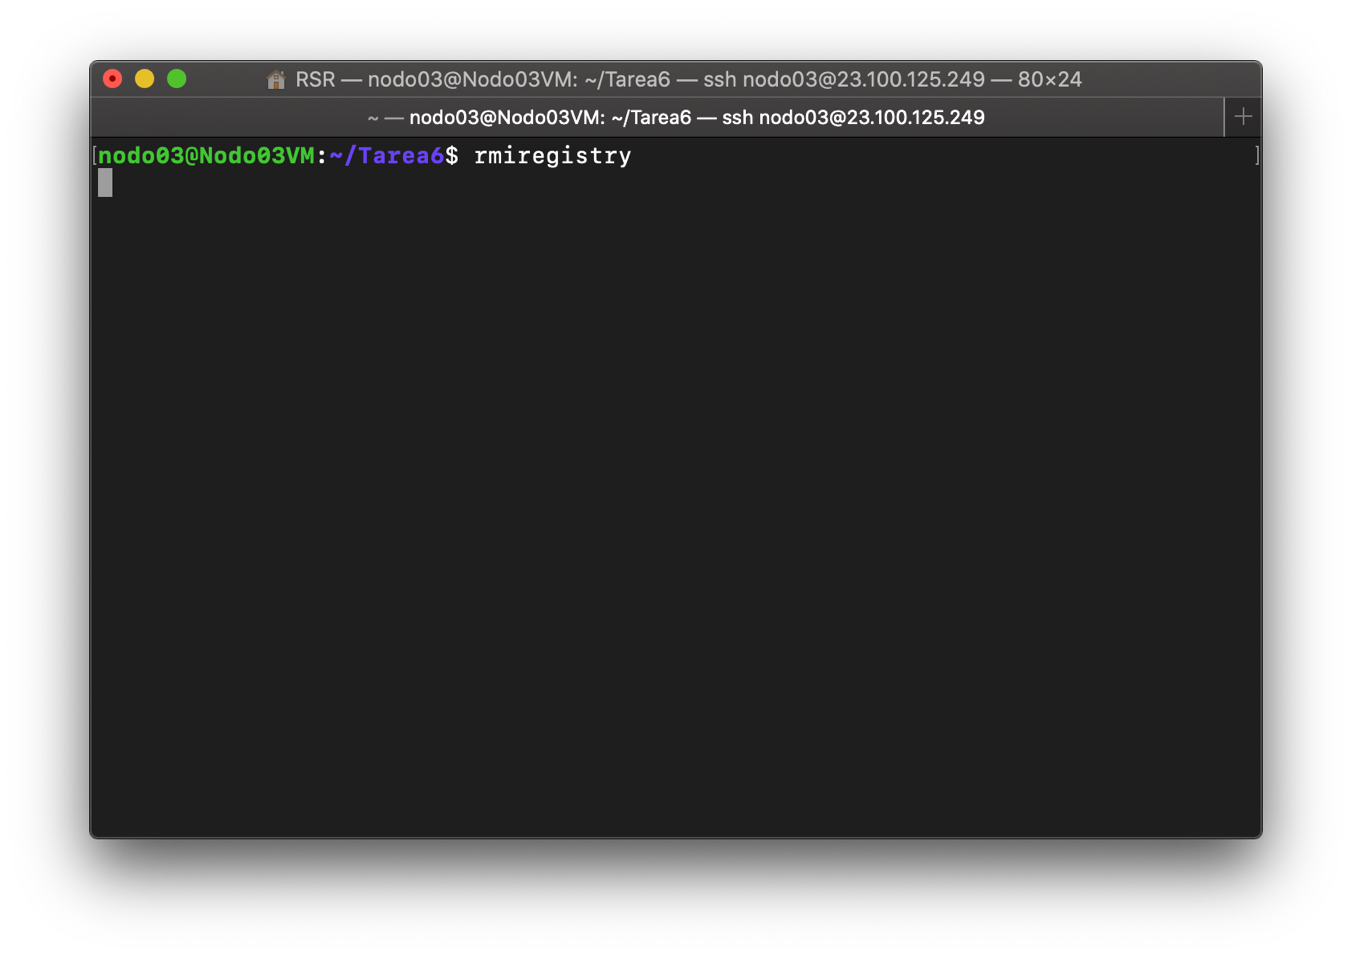 RSR — nodo03@Nodo03VM: ~/Tarea6 — ssh nodo03@23.100.125.249 — 80×24
~ — nodo03@Nodo03VM: ~/Tarea6 — ssh nodo03@23.100.125.249
[nodo03@Nodo03VM:~/Tarea6$ rmiregistry ]